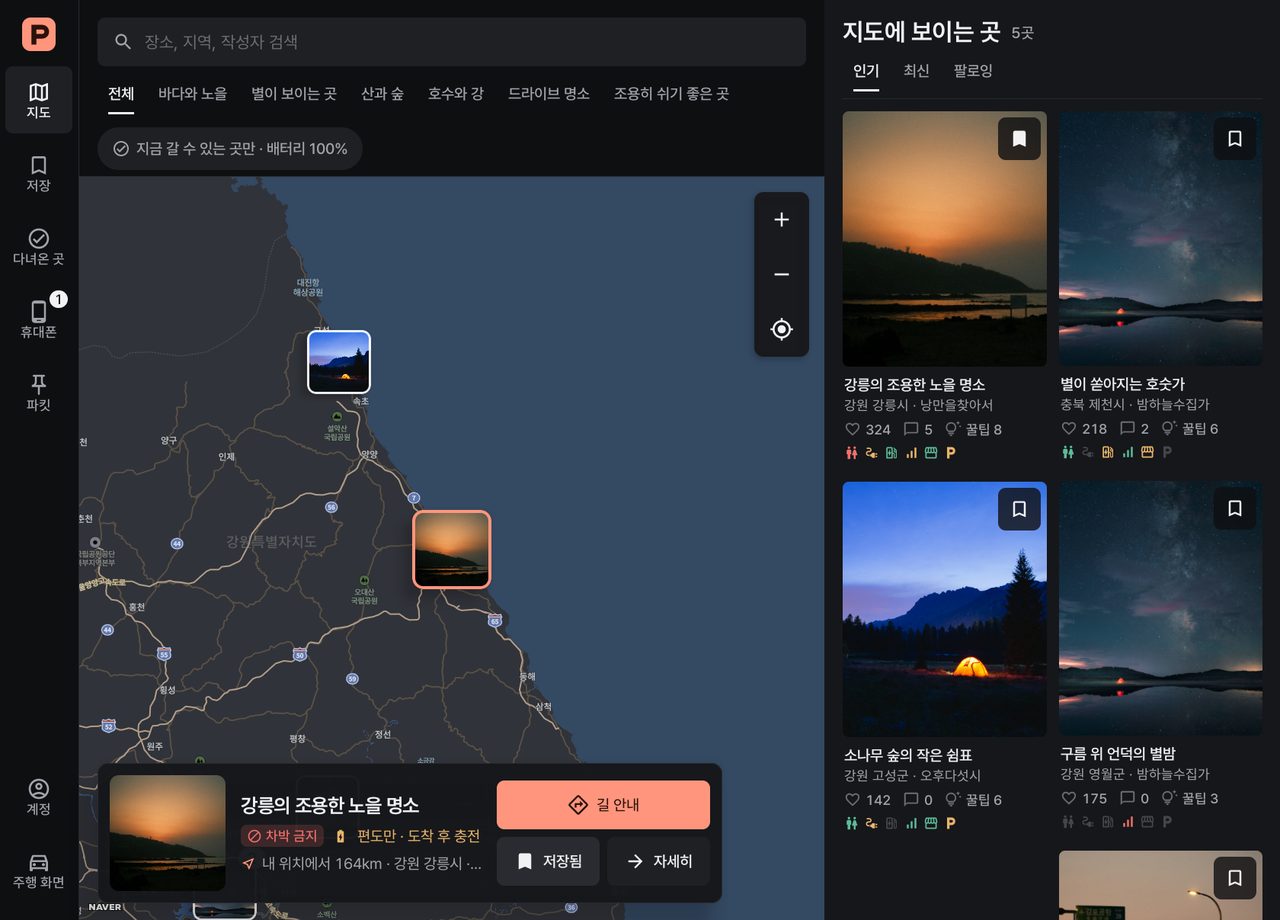 P
지도
저장
다녀온 곳
1
휴대폰
파킷
계정
주행 화면
장소, 지역, 작성자 검색
전체 바다와 노을 별이 보이는 곳 산과 숲 호수와 강 드라이브 명소 조용히 쉬기 좋은 곳
지금 갈 수 있는 곳만 · 배터리 100%
대진항
해상공원
속초
설악산
국립공원
양구
인제
양양
7
56
44
강원특별자치도
오대산
국립공원
홍천
44
65
55
50
59
횡성
동해
삼척
52
원주
평창
정선
소백산
36
NAVER
강릉의 조용한 노을 명소
차박 금지 편도만 · 도착 후 충전
내 위치에서 164km · 강원 강릉시 ·...
길 안내
저장됨
자세히
지도에 보이는 곳 5곳
인기 최신 팔로잉
강릉의 조용한 노을 명소
강원 강릉시 · 낭만을찾아서
324 5 꿀팁 8
P
별이 쏟아지는 호숫가
충북 제천시 · 밤하늘수집가
218 2 꿀팁 6
P
소나무 숲의 작은 쉼표
강원 고성군 · 오후다섯시
142 0 꿀팁 6
P
구름 위 언덕의 별밤
강원 영월군 · 밤하늘수집가
175 0 꿀팁 3
P